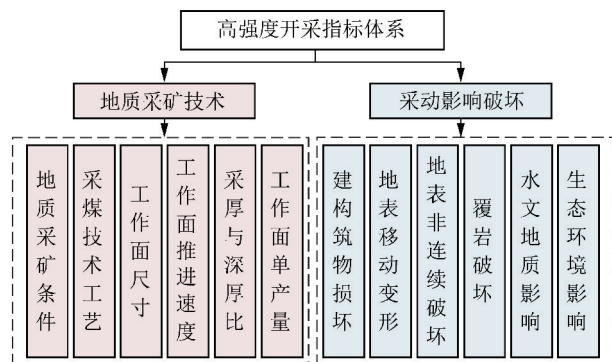 高强度开采指标体系
地质采矿技术
采动影响破坏
地质采矿条件
采煤技术工艺
工作面尺寸
工作面推进速度
采厚与深厚比
工作面单产量
建构筑物损坏
地表移动变形
地表非连续破坏
覆岩破坏
水文地质影响
生态环境影响